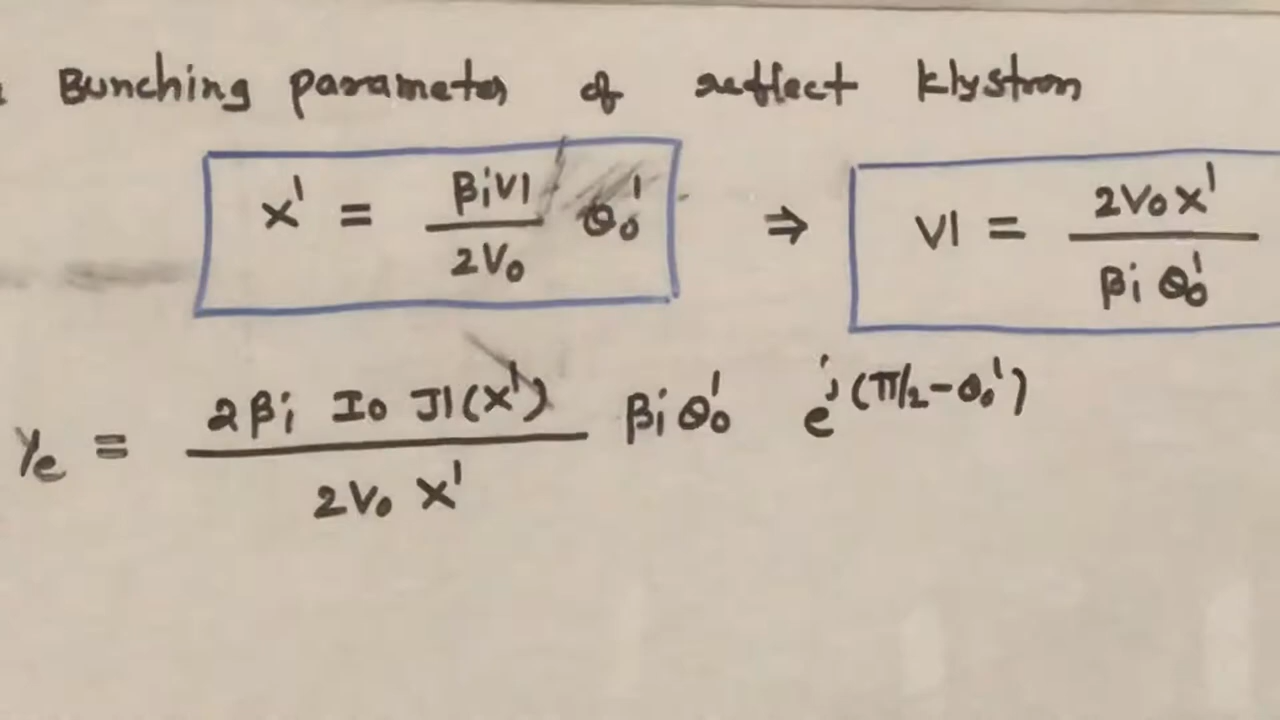 Bunching parameter of reflect klystron
X' = βiV1 / 2V₀ θ₀' ⇒ V1 = 2V₀X' / βi θ₀'
Ye = 2βi I₀ J1(X') / 2V₀ X' βi θ₀' e^j(π/2-θ₀')